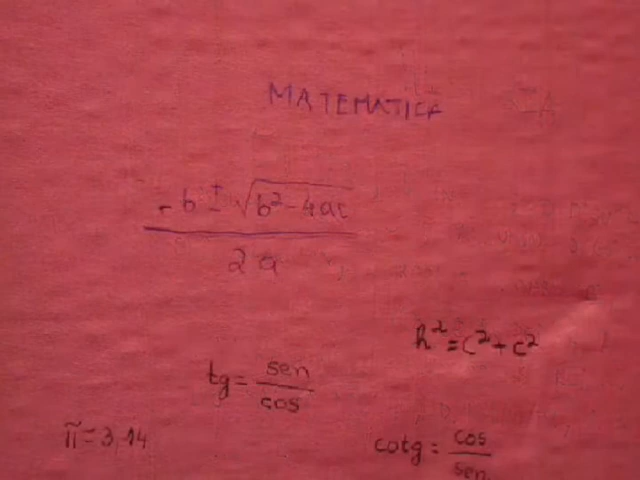 MATEMATICA
-b ± √b²-4ac
2a
h²=c²+c²
tg= sen
cos
π=3,14
cotg= cos
sen